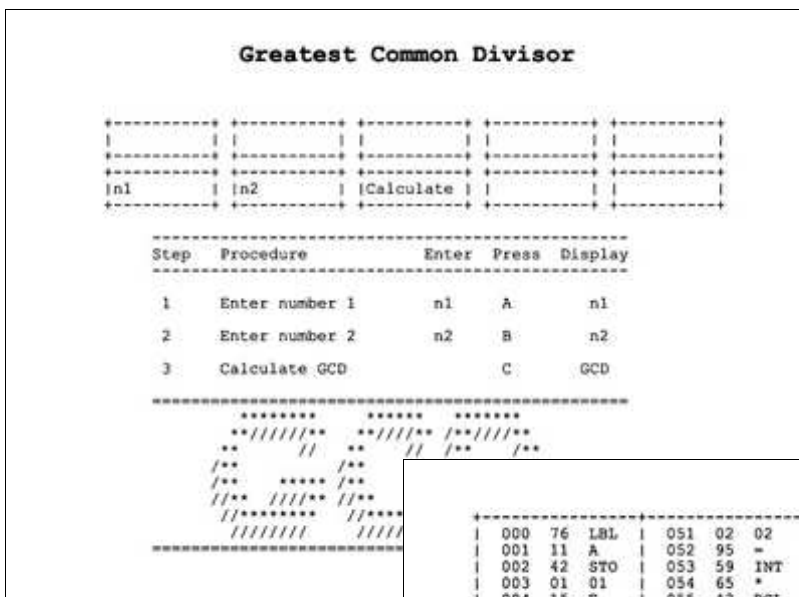 Greatest Common Divisor
n1 n2 Calculate
Step Procedure Enter Press Display
1 Enter number 1 n1 A n1
2 Enter number 2 n2 B n2
3 Calculate GCD C GCD
000 76 LBL 051 02 02
001 11 A 052 95 =
002 42 STO 053 59 INT
003 01 01 054 65 *